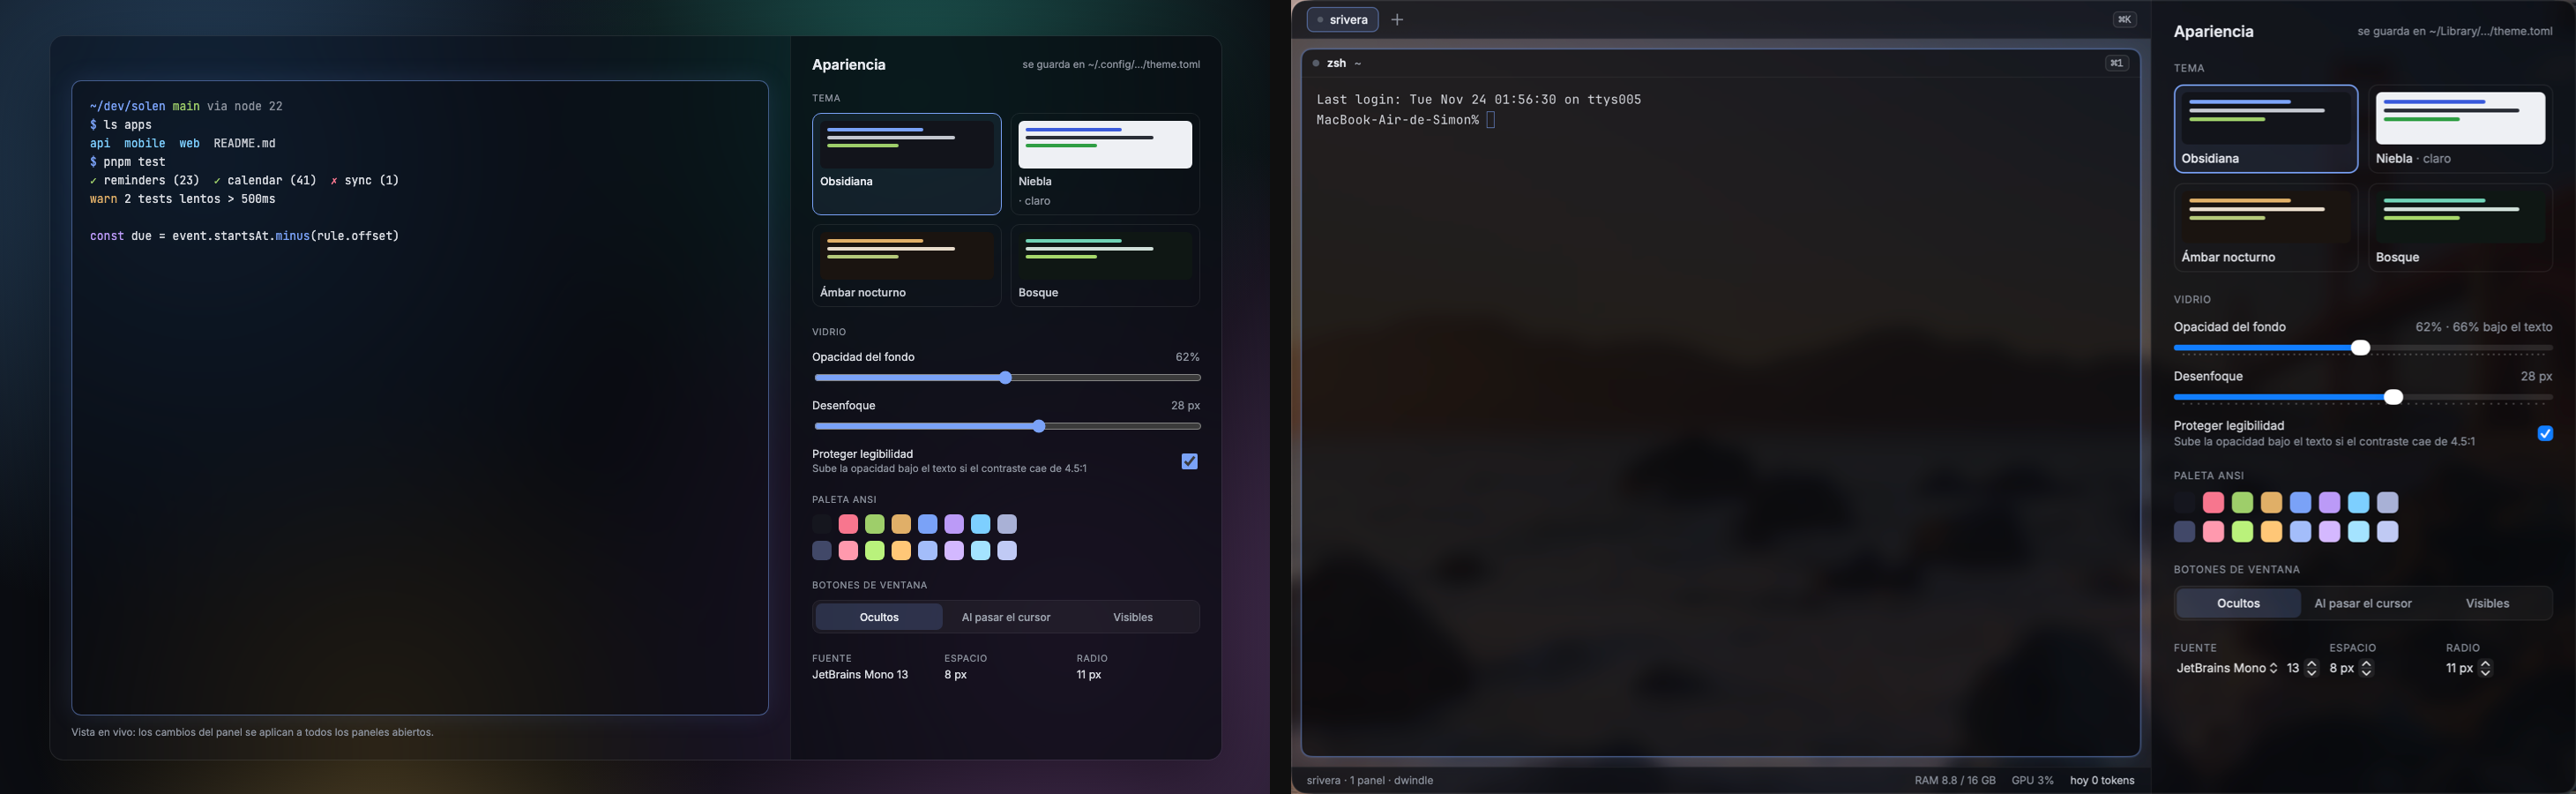 ~/dev/solen main via node 22
$ ls apps
api mobile web README.md
$ pnpm test
✓ reminders (23) ✓ calendar (41) ✗ sync (1)
warn 2 tests lentos > 500ms
const due = event.startsAt.minus(rule.offset)
Vista en vivo: los cambios del panel se aplican a todos los paneles abiertos.
Apariencia
se guarda en ~/.config/.../theme.toml
TEMA
Obsidiana
Niebla
· claro
Ámbar nocturno
Bosque
VIDRIO
Opacidad del fondo 62%
Desenfoque 28 px
Proteger legibilidad
Sube la opacidad bajo el texto si el contraste cae de 4.5:1
PALETA ANSI
BOTONES DE VENTANA
Ocultos Al pasar el cursor Visibles
FUENTE ESPACIO RADIO
JetBrains Mono 13 8 px 11 px
srivera + ⌘K
zsh ~ ⌘1
Last login: Tue Nov 24 01:56:30 on ttys005
MacBook-Air-de-Simon%
srivera · 1 panel · dwindle
RAM 8.8 / 16 GB GPU 3% hoy 0 tokens
Apariencia
se guarda en ~/Library/.../theme.toml
TEMA
Obsidiana
Niebla · claro
Ámbar nocturno
Bosque
VIDRIO
Opacidad del fondo 62% · 66% bajo el texto
Desenfoque 28 px
Proteger legibilidad
Sube la opacidad bajo el texto si el contraste cae de 4.5:1
PALETA ANSI
BOTONES DE VENTANA
Ocultos Al pasar el cursor Visibles
FUENTE ESPACIO RADIO
JetBrains Mono 13 8 px 11 px